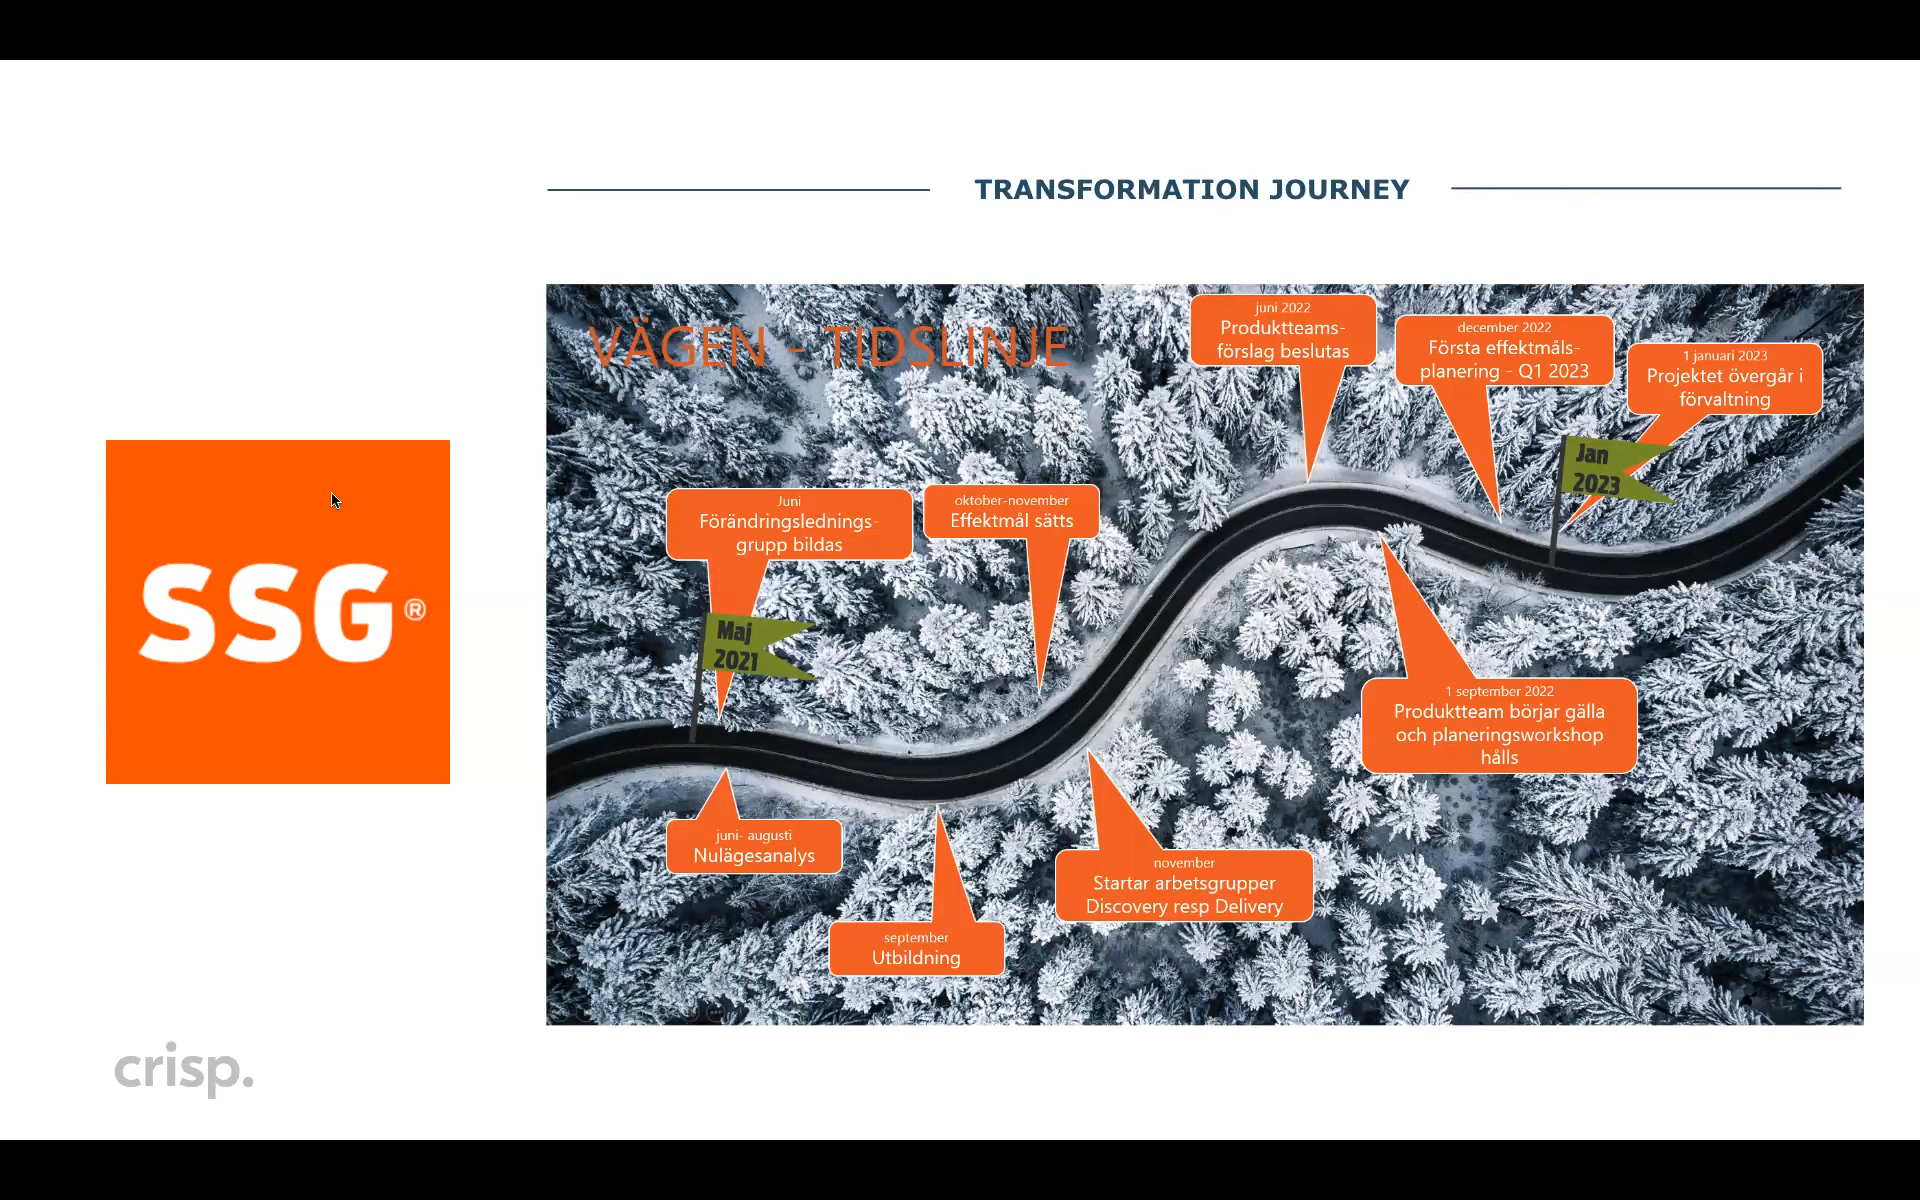 TRANSFORMATION JOURNEY
VÄGEN - TIDSLINJE
juni 2022
Produktteams-
förslag beslutas
december 2022
Första effektmåls-
planering - Q1 2023
1 januari 2023
Projektet övergår i
förvaltning
Jan
2023
Juni
Förändringslednings-
grupp bildas
oktober-november
Effektmål sätts
Maj
2021
SSG®
1 september 2022
Produktteam börjar gälla
och planeringsworkshop
hålls
juni- augusti
Nulägesanalys
november
Startar arbetsgrupper
Discovery resp Delivery
september
Utbildning
crisp.